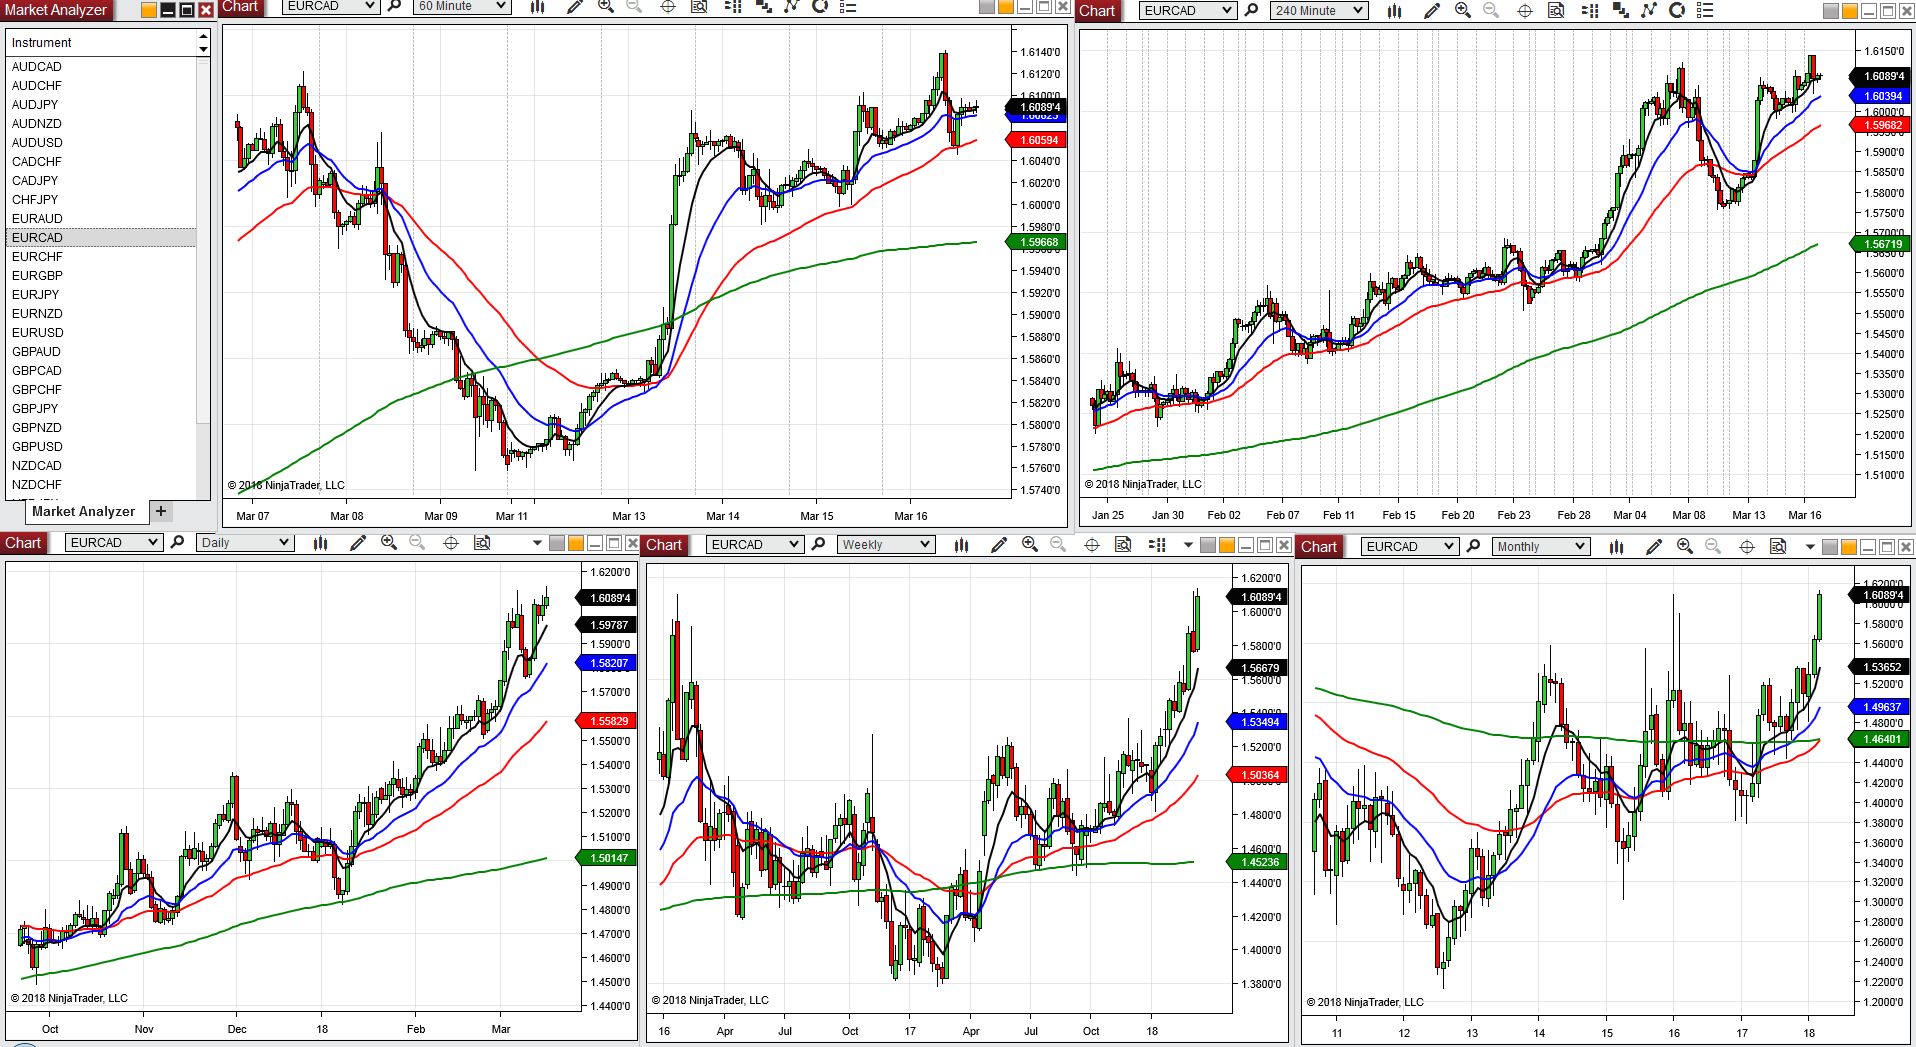 Market Analyzer
Instrument
AUDCAD
AUDCHF
AUDJPY
AUDNZD
AUDUSD
CADCHF
CADJPY
CHFJPY
EURAUD
EURCAD
EURCHF
EURGBP
EURJPY
EURNZD
EURUSD
GBPAUD
GBPCAD
GBPCHF
GBPJPY
GBPNZD
GBPUSD
NZDCAD
NZDCHF
Market Analyzer +
Chart EURCAD 60 Minute
1.6140'0
1.6120'0
1.6100'0
1.6089'4
1.60594
1.6040'0
1.6020'0
1.6000'0
1.5980'0
1.59668
1.5940'0
1.5920'0
1.5900'0
1.5880'0
1.5860'0
1.5840'0
1.5820'0
1.5800'0
1.5780'0
1.5760'0
1.5740'0
© 2018 NinjaTrader, LLC
Mar 07 Mar 08 Mar 09 Mar 11 Mar 13 Mar 14 Mar 15 Mar 16
Chart EURCAD 240 Minute
1.6150'0
1.6089'4
1.60394
1.6000'0
1.59682
1.5900'0
1.5850'0
1.5800'0
1.5750'0
1.5700'0
1.56719
1.5650'0
1.5600'0
1.5550'0
1.5500'0
1.5450'0
1.5400'0
1.5350'0
1.5300'0
1.5250'0
1.5200'0
1.5150'0
1.5100'0
© 2018 NinjaTrader, LLC
Jan 25 Jan 30 Feb 02 Feb 07 Feb 11 Feb 15 Feb 20 Feb 23 Feb 28 Mar 04 Mar 08 Mar 13 Mar 16
Chart EURCAD Daily
1.6200'0
1.6089'4
1.59787
1.5900'0
1.58207
1.5700'0
1.55829
1.5500'0
1.5400'0
1.5300'0
1.5200'0
1.5100'0
1.50147
1.4900'0
1.4800'0
1.4700'0
1.4600'0
1.4500'0
1.4400'0
© 2018 NinjaTrader, LLC
Oct Nov Dec 18 Feb Mar
Chart EURCAD Weekly
1.6200'0
1.6089'4
1.6000'0
1.5800'0
1.56679
1.5600'0
1.5400'0
1.53494
1.5200'0
1.50364
1.5000'0
1.4800'0
1.4600'0
1.45236
1.4400'0
1.4200'0
1.4000'0
1.3800'0
© 2018 NinjaTrader, LLC
16 Apr Jul Oct 17 Apr Jul Oct 18
Chart EURCAD Monthly
1.6200'0
1.6089'4
1.6000'0
1.5800'0
1.5600'0
1.53652
1.5200'0
1.49637
1.4800'0
1.46401
1.4400'0
1.4200'0
1.4000'0
1.3800'0
1.3600'0
1.3400'0
1.3200'0
1.3000'0
1.2800'0
1.2600'0
1.2400'0
1.2200'0
1.2000'0
© 2018 NinjaTrader, LLC
11 12 13 14 15 16 17 18